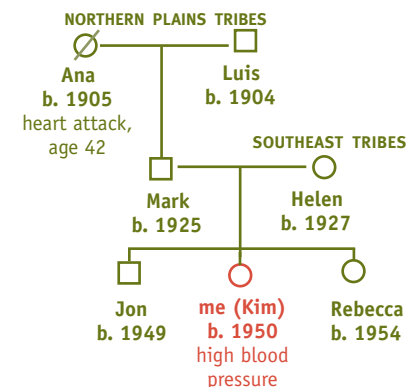 NORTHERN PLAINS TRIBES
Ana
b. 1905
heart attack,
age 42
Luis
b. 1904
SOUTHEAST TRIBES
Mark
b. 1925
Helen
b. 1927
Jon
b. 1949
me (Kim)
b. 1950
high blood
pressure
Rebecca
b. 1954